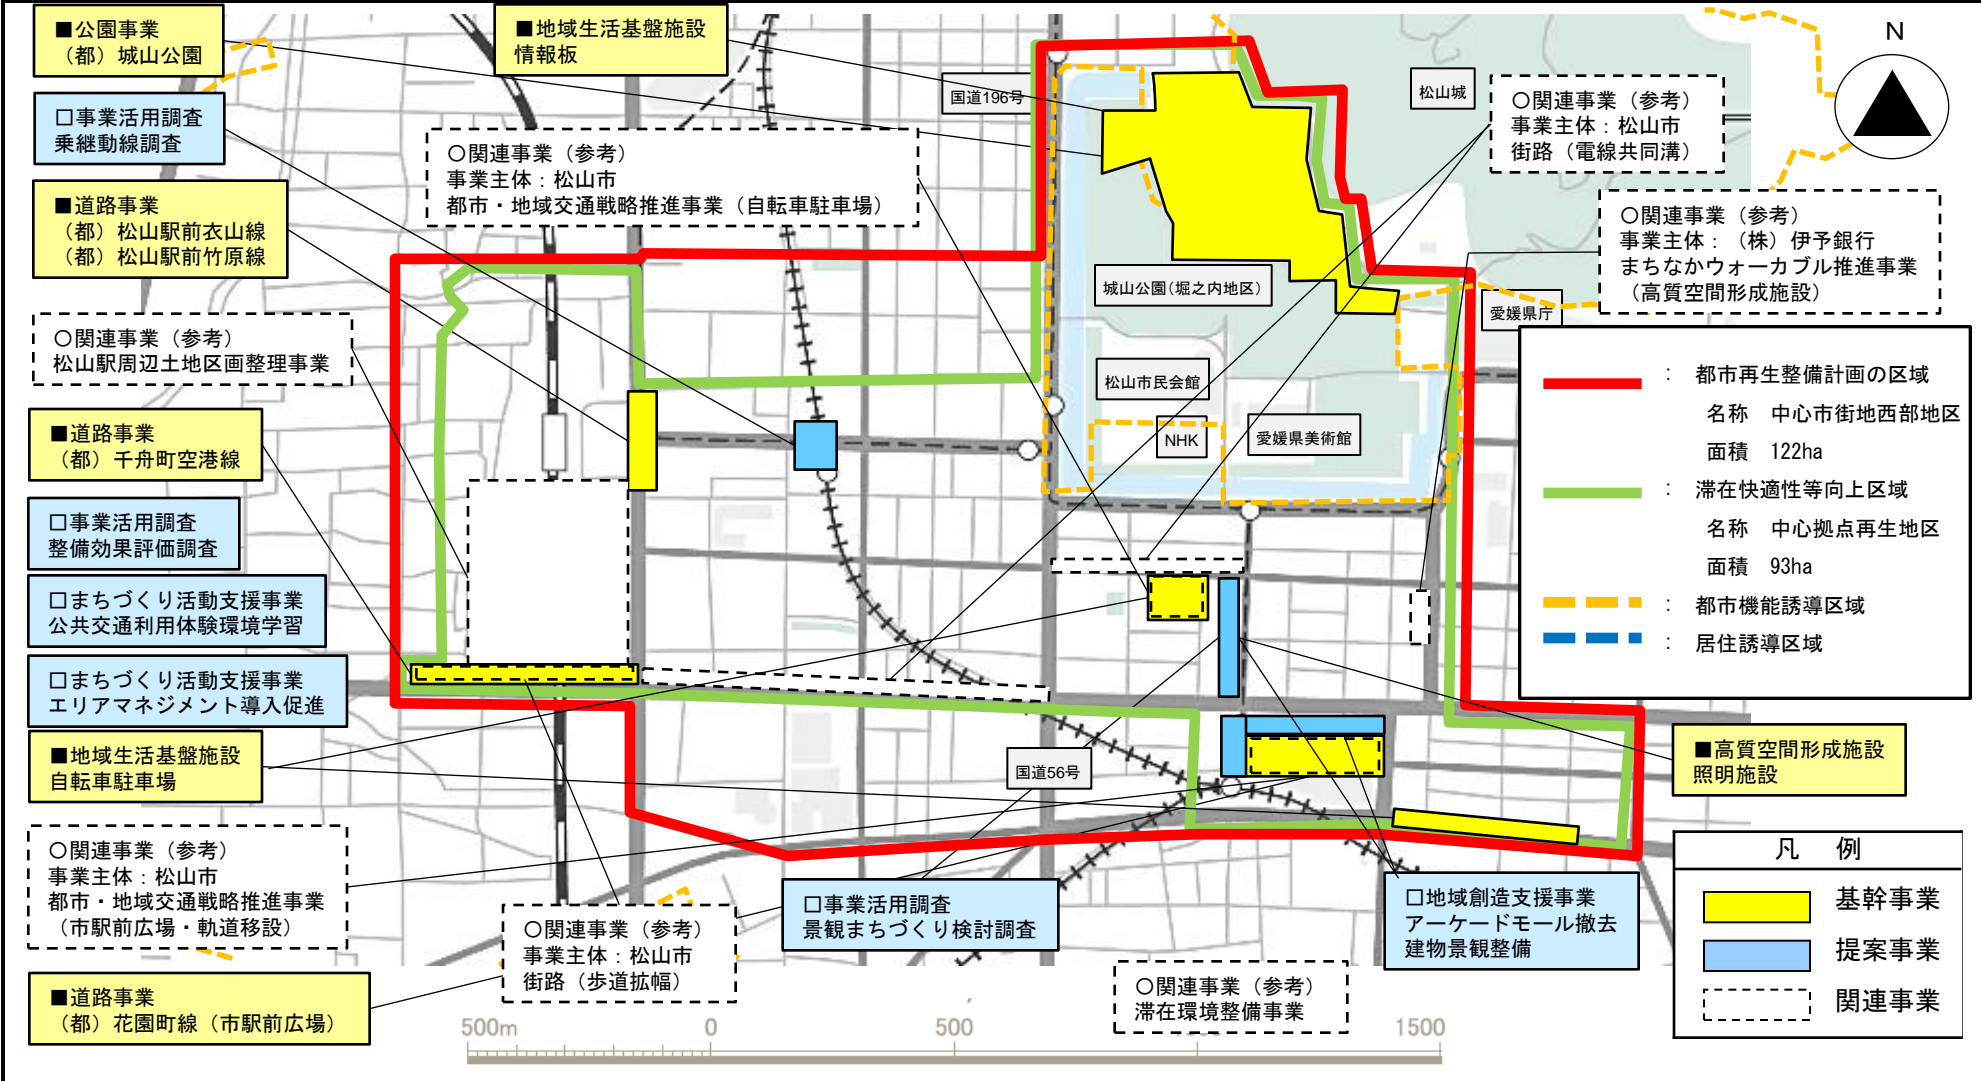 ■公園事業
（都）城山公園
□事業活用調査
乗継動線調査
■道路事業
（都）松山駅前衣山線
（都）松山駅前竹原線
○関連事業（参考）
松山駅周辺土地区画整理事業
■道路事業
（都）千舟町空港線
□事業活用調査
整備効果評価調査
□まちづくり活動支援事業
公共交通利用体験環境学習
□まちづくり活動支援事業
エリアマネジメント導入促進
■地域生活基盤施設
自転車駐車場
○関連事業（参考）
事業主体：松山市
都市・地域交通戦略推進事業
（市駅前広場・軌道移設）
■道路事業
（都）花園町線（市駅前広場）
■地域生活基盤施設
情報板
○関連事業（参考）
事業主体：松山市
都市・地域交通戦略推進事業（自転車駐車場）
国道196号
松山城
○関連事業（参考）
事業主体：松山市
街路（電線共同溝）
N
○関連事業（参考）
事業主体：（株）伊予銀行
まちなかウォーカブル推進事業
（高質空間形成施設）
城山公園（堀之内地区）
愛媛県庁
松山市民会館
NHK
愛媛県美術館
国道56号
：都市再生整備計画の区域
名称　中心市街地西部地区
面積　122ha
：滞在快適性等向上区域
名称　中心拠点再生地区
面積　93ha
：都市機能誘導区域
：居住誘導区域
■高質空間形成施設
照明施設
○関連事業（参考）
事業主体：松山市
街路（歩道拡幅）
□事業活用調査
景観まちづくり検討調査
○関連事業（参考）
滞在環境整備事業
□地域創造支援事業
アーケードモール撤去
建物景観整備
凡　例
基幹事業
提案事業
関連事業
500m 0 500 1500